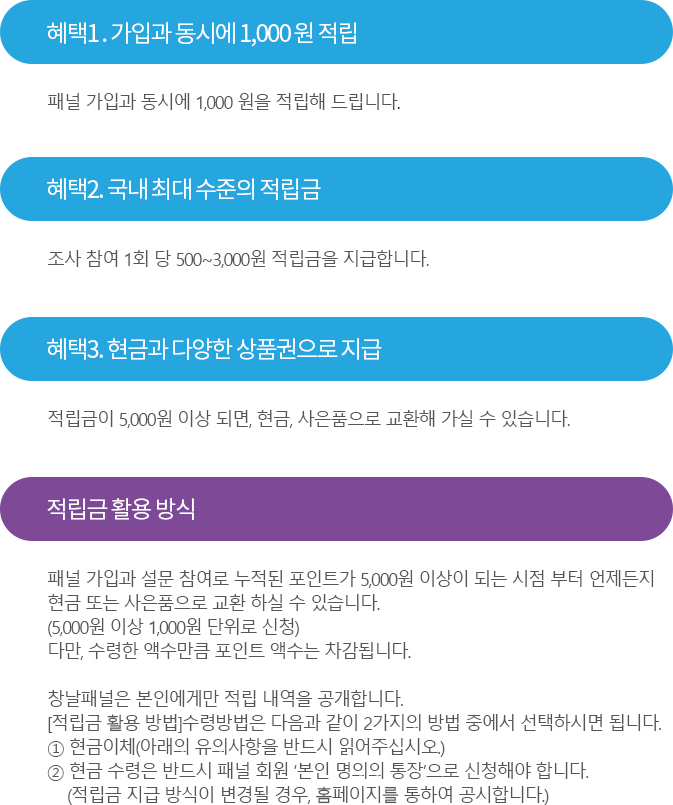 혜택1 . 가입과 동시에 1,000 원 적립
패널 가입과 동시에 1,000 원을 적립해 드립니다.
혜택2. 국내 최대 수준의 적립금
조사 참여 1회 당 500~3,000원 적립금을 지급합니다.
혜택3. 현금과 다양한 상품권으로 지급
적립금이 5,000원 이상 되면, 현금, 사은품으로 교환해 가실 수 있습니다.
적립금 활용 방식
패널 가입과 설문 참여로 누적된 포인트가 5,000원 이상이 되는 시점 부터 언제든지
현금 또는 사은품으로 교환 하실 수 있습니다.
(5,000원 이상 1,000원 단위로 신청)
다만, 수령한 액수만큼 포인트 액수는 차감됩니다.
창날패널은 본인에게만 적립 내역을 공개합니다.
[적립금 활용 방법]수령방법은 다음과 같이 2가지의 방법 중에서 선택하시면 됩니다.
① 현금이체(아래의 유의사항을 반드시 읽어주십시오.)
② 현금 수령은 반드시 패널 회원 '본인 명의의 통장'으로 신청해야 합니다.
(적립금 지급 방식이 변경될 경우, 홈페이지를 통하여 공시합니다.)